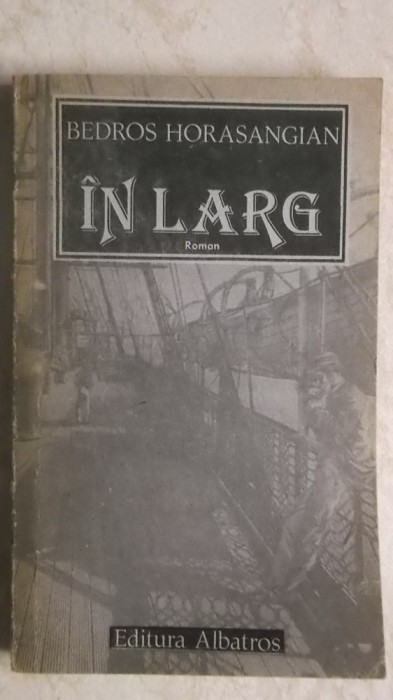 BEDROS HORASANGIAN
ÎN LARG
Roman
Editura Albatros